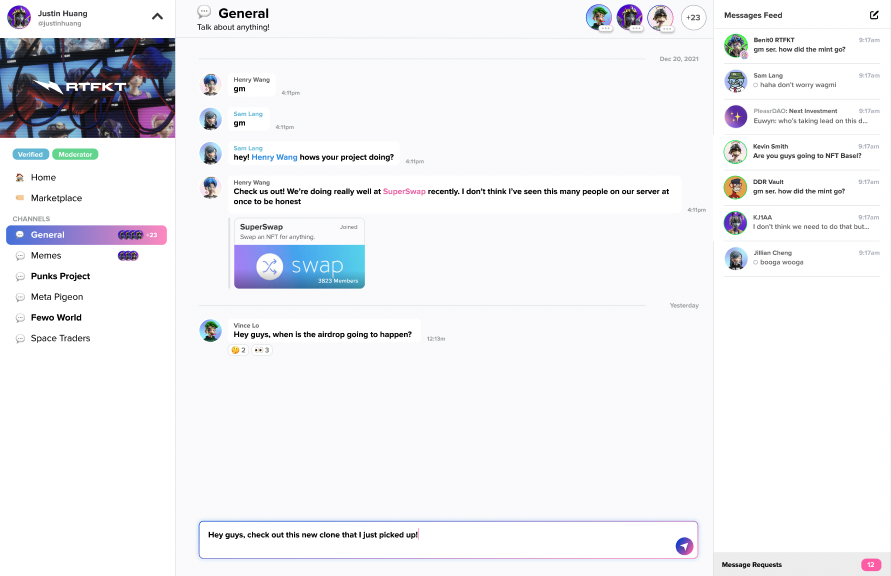 Justin Huang
@justinhuang
RTFKT
Verified
Moderator
Home
Marketplace
CHANNELS
General
+23
Memes
Punks Project
Meta Pigeon
Fewo World
Space Traders
General
Talk about anything!
+23
Dec 20, 2021
Henry Wang
gm
4:11pm
Sam Lang
gm
4:11pm
Sam Lang
hey! Henry Wang hows your project doing?
4:11pm
Henry Wang
Check us out! We're doing really well at SuperSwap recently. I don't think I've seen this many people on our server at
once to be honest
4:11pm
SuperSwap
Joined
Swap an NFT for anything.
swap
3823 Members
Yesterday
Vince Lo
Hey guys, when is the airdrop going to happen?
12:13m
2
3
Hey guys, check out this new clone that I just picked up!
Messages Feed
Benit0 RTFKT
9:17am
gm ser. how did the mint go?
Sam Lang
9:17am
haha don't worry wagmi
PleasrDAO: Next Investment
9:17am
Euwyr: who's taking lead on this d...
Kevin Smith
9:17am
Are you guys going to NFT Basel?
DDR Vault
9:17am
gm ser. how did the mint go?
KJ1AA
9:17am
I don't think we need to do that but...
Jillian Cheng
9:17am
booga wooga
Message Requests
12